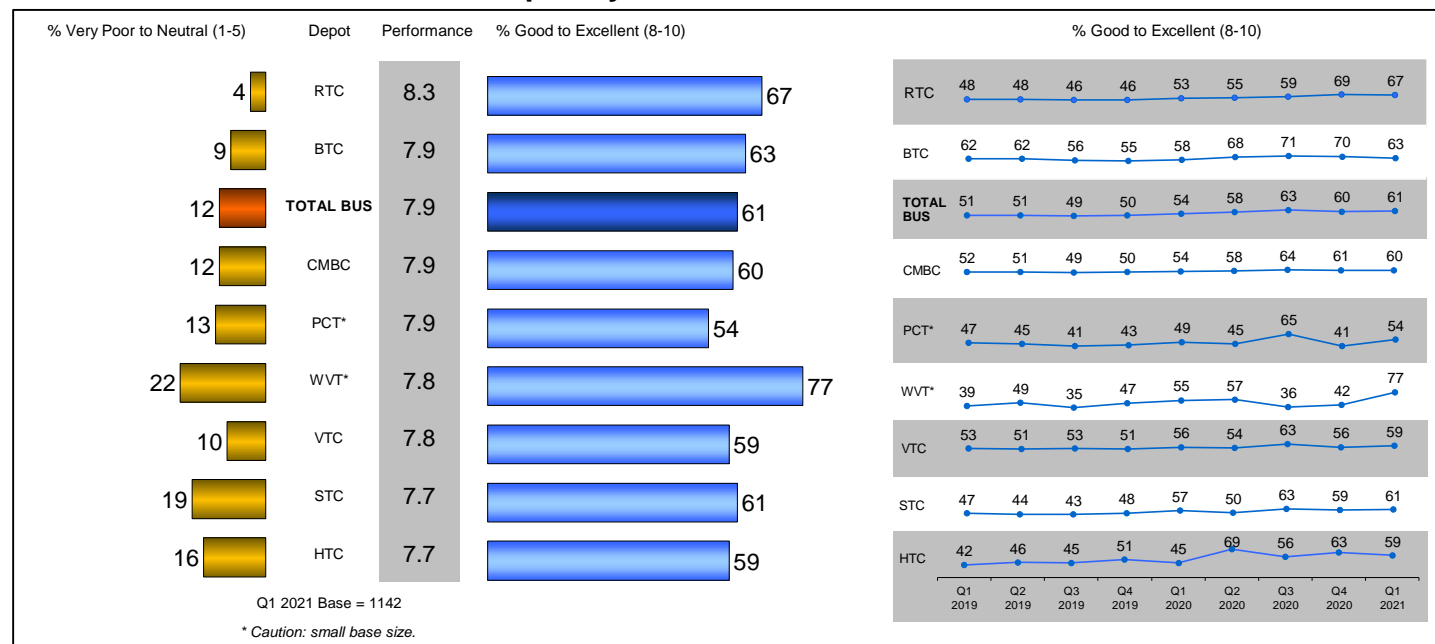 % Very Poor to Neutral (1-5) Depot Performance % Good to Excellent (8-10)
4 RTC 8.3 67
9 BTC 7.9 63
12 TOTAL BUS 7.9 61
12 CMBC 7.9 60
13 PCT* 7.9 54
22 WVT* 7.8 77
10 VTC 7.8 59
19 STC 7.7 61
16 HTC 7.7 59
Q1 2021 Base = 1142
* Caution: small base size.
% Good to Excellent (8-10)
RTC 48 48 46 46 53 55 59 69 67
BTC 62 62 56 55 58 68 71 70 63
TOTAL
BUS 51 51 49 50 54 58 63 60 61
CMBC 52 51 49 50 54 58 64 61 60
PCT* 47 45 41 43 49 45 65 41 54
WVT* 39 49 35 47 55 57 36 42 77
VTC 53 51 53 51 56 54 63 56 59
STC 47 44 43 48 57 50 63 59 61
HTC 42 46 45 51 45 69 56 63 59
Q1 Q2 Q3 Q4 Q1 Q2 Q3 Q4 Q1
2019 2019 2019 2019 2020 2020 2020 2020 2021